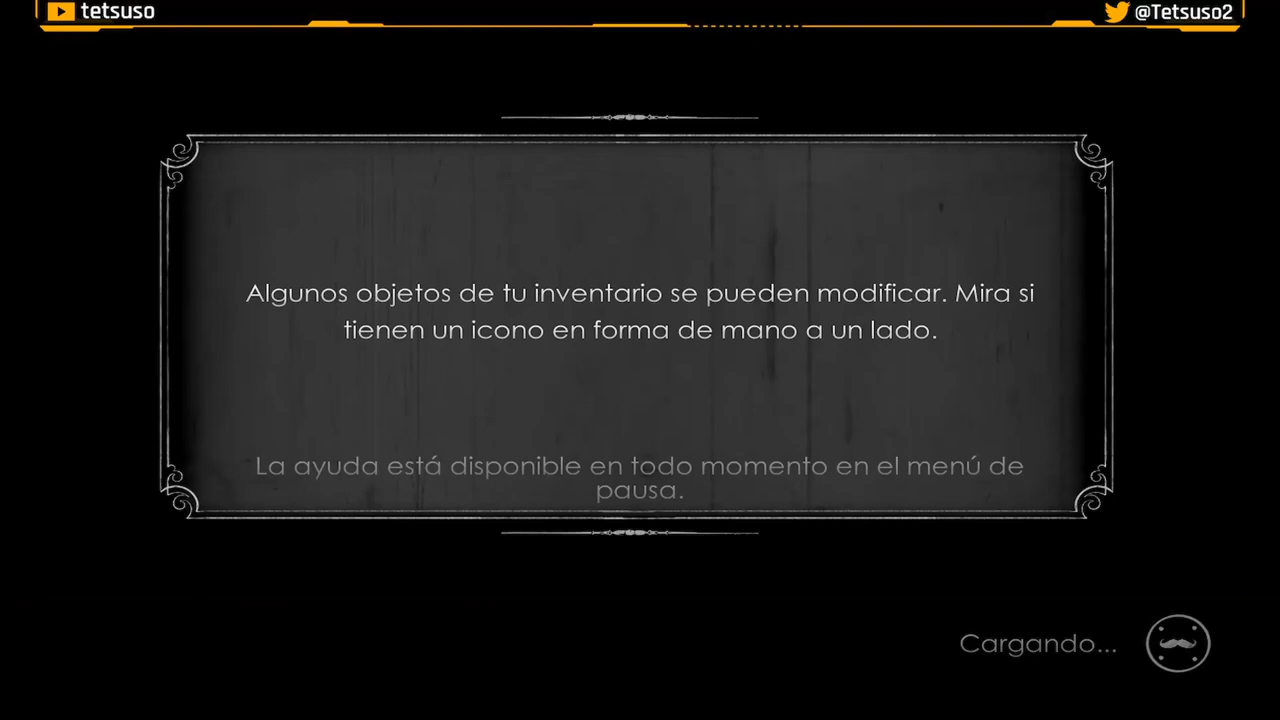 tetsuso
@Tetsuso2
Algunos objetos de tu inventario se pueden modificar. Mira si
tienen un icono en forma de mano a un lado.
La ayuda está disponible en todo momento en el menú de
pausa.
Cargando...